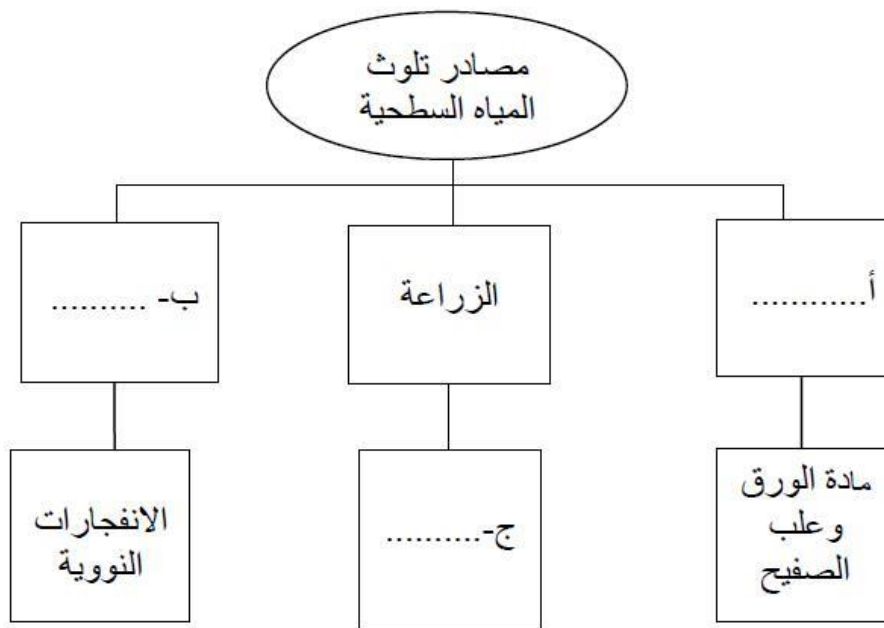 مصادر تلوث
المياه السطحية
أ............
الزراعة
ب- ..........
مادة الورق
وعلب
الصفيح
ج-..........
الانفجارات
النووية